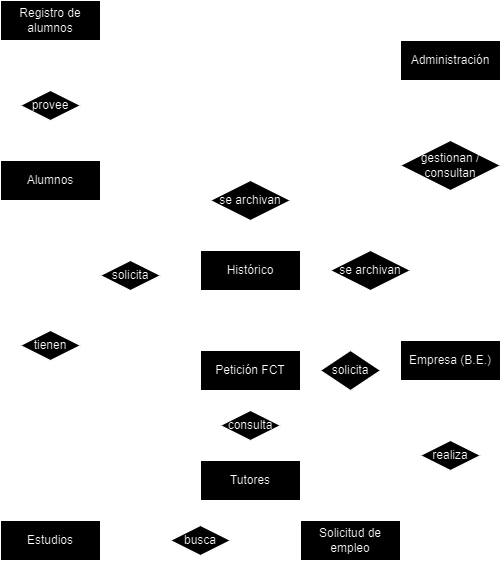 Registro de
alumnos
Administración
provee
gestionan /
consultan
Alumnos
se archivan
solicita
Histórico
se archivan
tienen
Petición FCT
solicita
Empresa (B.E.)
consulta
realiza
Tutores
Estudios
busca
Solicitud de
empleo